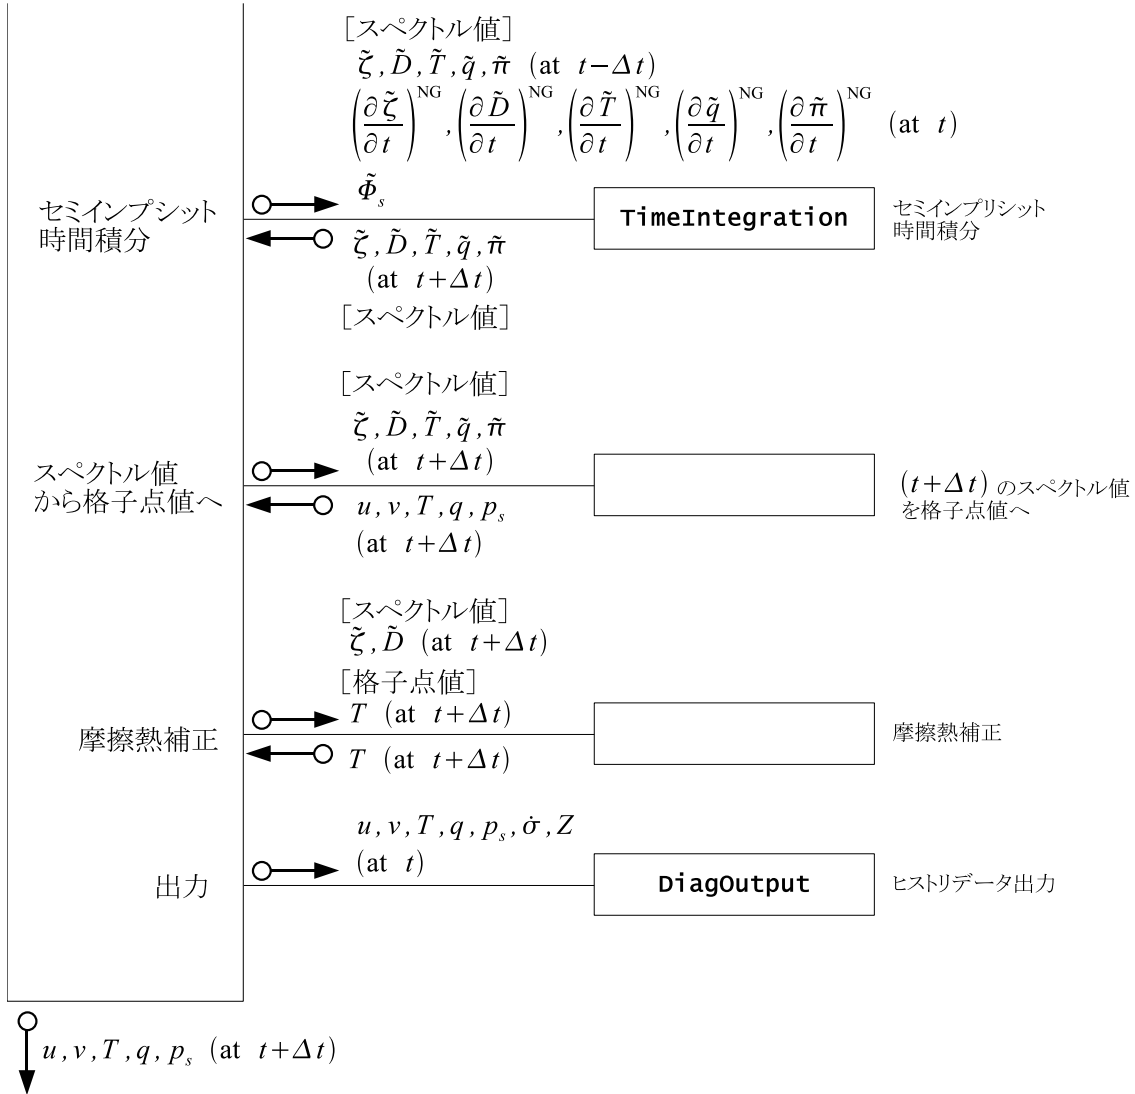 [スペクトル値]
ζ̃, D̃, T̃, q̃, π̃ (at t−Δt)
(∂ζ̃/∂t)^NG, (∂D̃/∂t)^NG, (∂T̃/∂t)^NG, (∂q̃/∂t)^NG, (∂π̃/∂t)^NG (at t)
Φ̃_s
セミインプシット
時間積分
TimeIntegration
セミインプリシット
時間積分
ζ̃, D̃, T̃, q̃, π̃
(at t+Δt)
[スペクトル値]
[スペクトル値]
ζ̃, D̃, T̃, q̃, π̃
(at t+Δt)
スペクトル値
から格子点値へ
(t+Δt) のスペクトル値
を格子点値へ
u, v, T, q, p_s
(at t+Δt)
[スペクトル値]
ζ̃, D̃ (at t+Δt)
[格子点値]
T (at t+Δt)
摩擦熱補正
摩擦熱補正
T (at t+Δt)
u, v, T, q, p_s, σ̇, Z
(at t)
出力
DiagOutput
ヒストリデータ出力
u, v, T, q, p_s (at t+Δt)